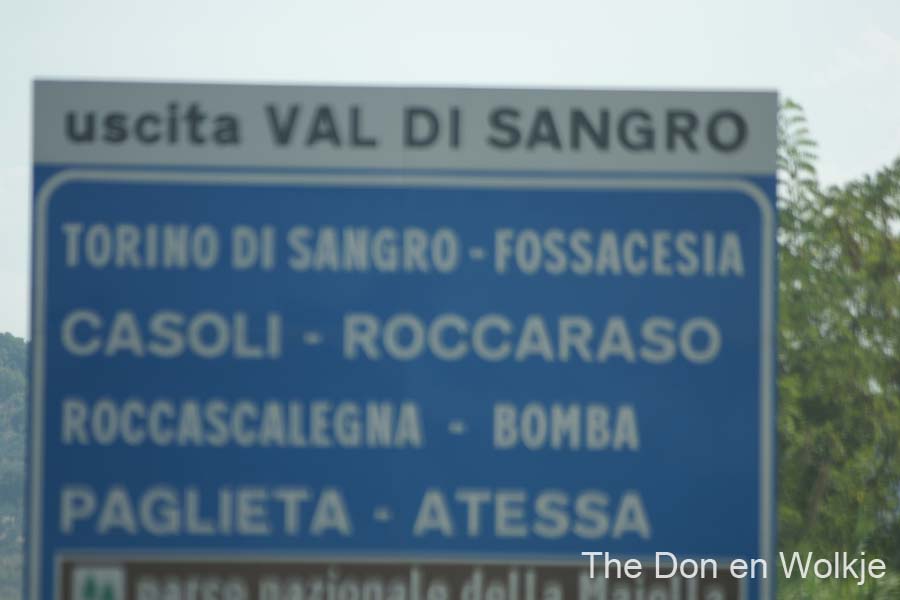 uscita VAL DI SANGRO
TORINO DI SANGRO - FOSSACESIA
CASOLI - ROCCARASO
ROCCASCALEGNA - BOMBA
PAGLIETA - ATESSA
parco nazionale della Majella
The Don en Wolkje